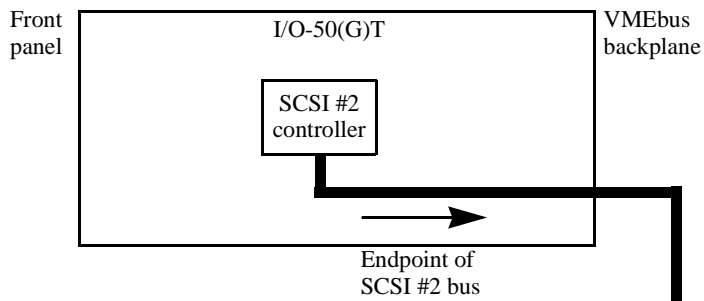 Front
panel
I/O-50(G)T
VMEbus
backplane
SCSI #2
controller
Endpoint of
SCSI #2 bus